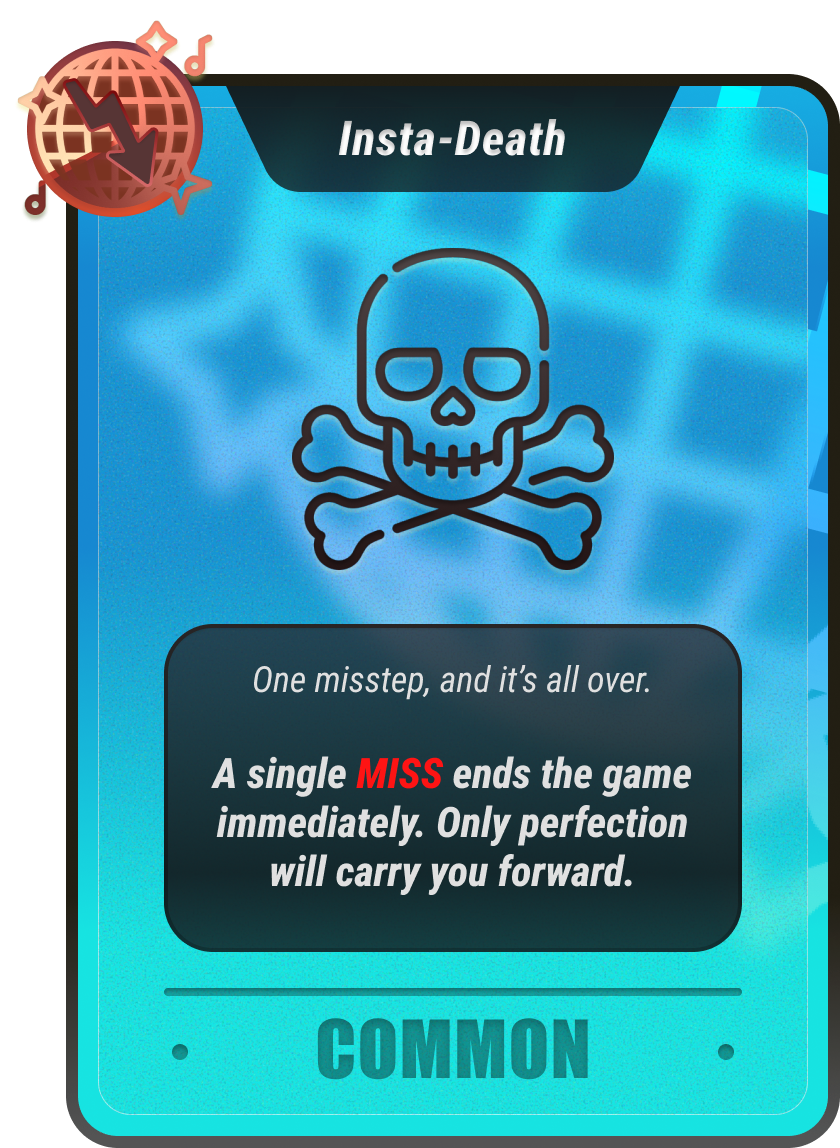 Insta-Death
One misstep, and it’s all over.
A single MISS ends the game
immediately. Only perfection
will carry you forward.
COMMON